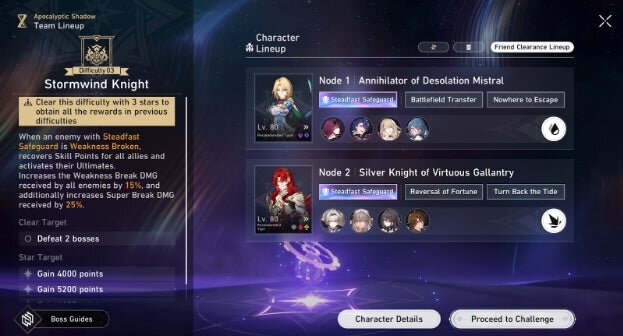 Apocalyptic Shadow
Team Lineup
Difficulty 03
Stormwind Knight
Clear this difficulty with 3 stars to
obtain all the rewards in previous
difficulties
When an enemy with Steadfast
Safeguard is Weakness Broken,
recovers Skill Points for all allies and
activates their Ultimates.
Increases the Weakness Break DMG
received by all enemies by 15%, and
additionally increases Super Break DMG
received by 25%.
Clear Target
Defeat 2 bosses
Star Target
Gain 4000 points
Gain 5200 points
Boss Guides
Character
Lineup
Friend Clearance Lineup
Node 1 Annihilator of Desolation Mistral
Steadfast Safeguard
Battlefield Transfer
Nowhere to Escape
Lv. 80
Recommended Type
Node 2 Silver Knight of Virtuous Gallantry
Steadfast Safeguard
Reversal of Fortune
Turn Back the Tide
Lv. 80
Recommended
Type
Character Details
Proceed to Challenge